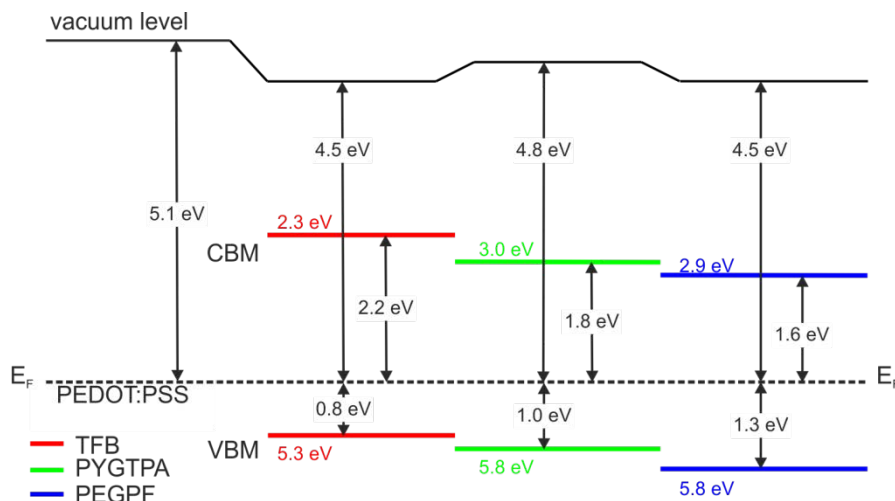 vacuum level
4.5 eV
4.8 eV
4.5 eV
5.1 eV
2.3 eV
CBM
3.0 eV
2.9 eV
2.2 eV
1.8 eV
1.6 eV
E_F
E_F
PEDOT:PSS
0.8 eV
1.0 eV
1.3 eV
TFB
VBM
5.3 eV
PYGTPA
5.8 eV
PEGPF
5.8 eV